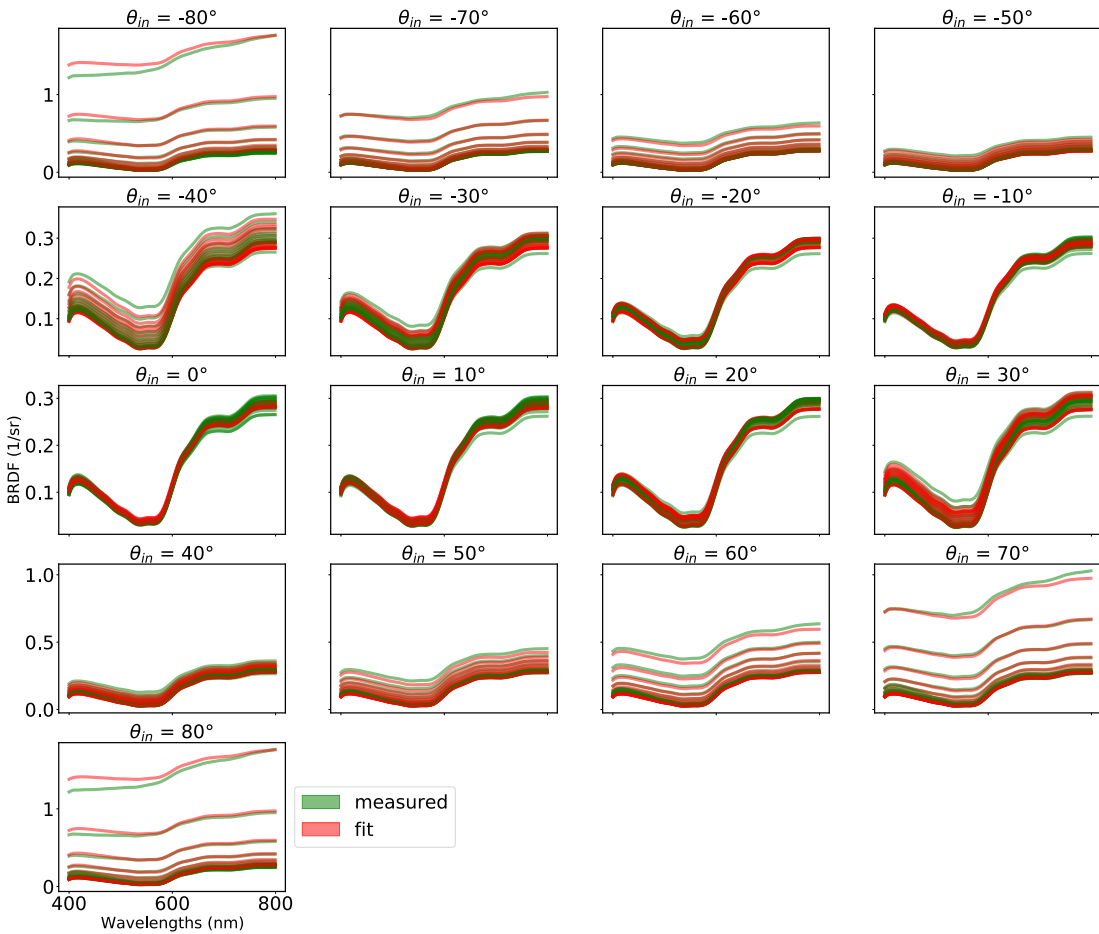 θin = -80° θin = -70° θin = -60° θin = -50°
1
0
θin = -40° θin = -30° θin = -20° θin = -10°
0.3
0.2
0.1
θin = 0° θin = 10° θin = 20° θin = 30°
0.3
0.2
0.1
BRDF (1/sr)
θin = 40° θin = 50° θin = 60° θin = 70°
1.0
0.5
0.0
θin = 80°
1
0
measured
fit
400 600 800
Wavelengths (nm)